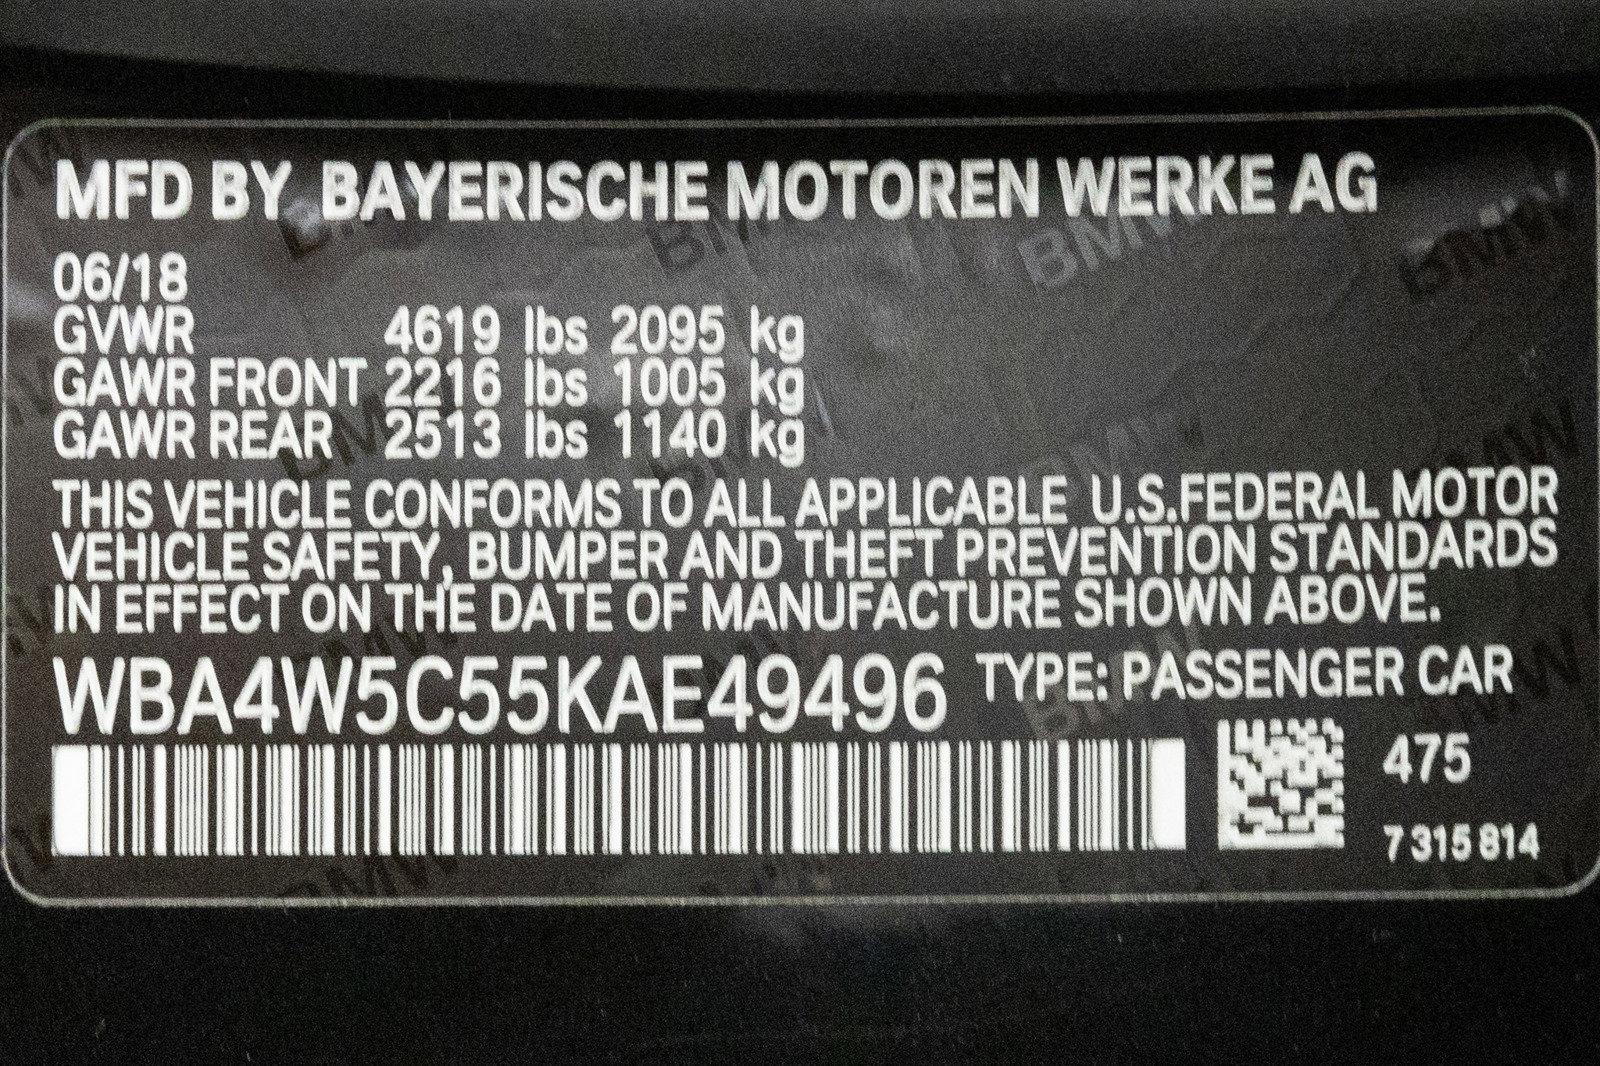 MFD BY BAYERISCHE MOTOREN WERKE AG
06/18
GVWR 4619 lbs 2095 kg
GAWR FRONT 2216 lbs 1005 kg
GAWR REAR 2513 lbs 1140 kg
THIS VEHICLE CONFORMS TO ALL APPLICABLE U.S.FEDERAL MOTOR
VEHICLE SAFETY, BUMPER AND THEFT PREVENTION STANDARDS
IN EFFECT ON THE DATE OF MANUFACTURE SHOWN ABOVE.
WBA4W5C55KAE49496 TYPE: PASSENGER CAR
475
7 315 814